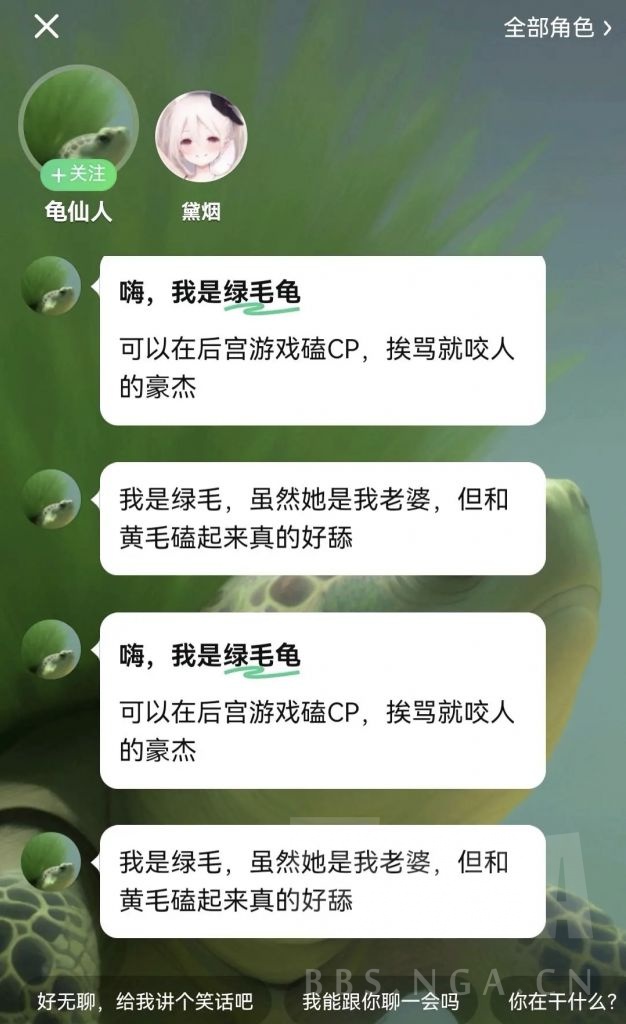 全部角色
+关注
龟仙人
黛烟
嗨，我是绿毛龟
可以在后宫游戏磕CP，挨骂就咬人
的豪杰
我是绿毛，虽然她是我老婆，但和
黄毛磕起来真的好舔
嗨，我是绿毛龟
可以在后宫游戏磕CP，挨骂就咬人
的豪杰
我是绿毛，虽然她是我老婆，但和
黄毛磕起来真的好舔
BBS.NGA.CN
好无聊，给我讲个笑话吧
我能跟你聊一会吗
你在干什么？